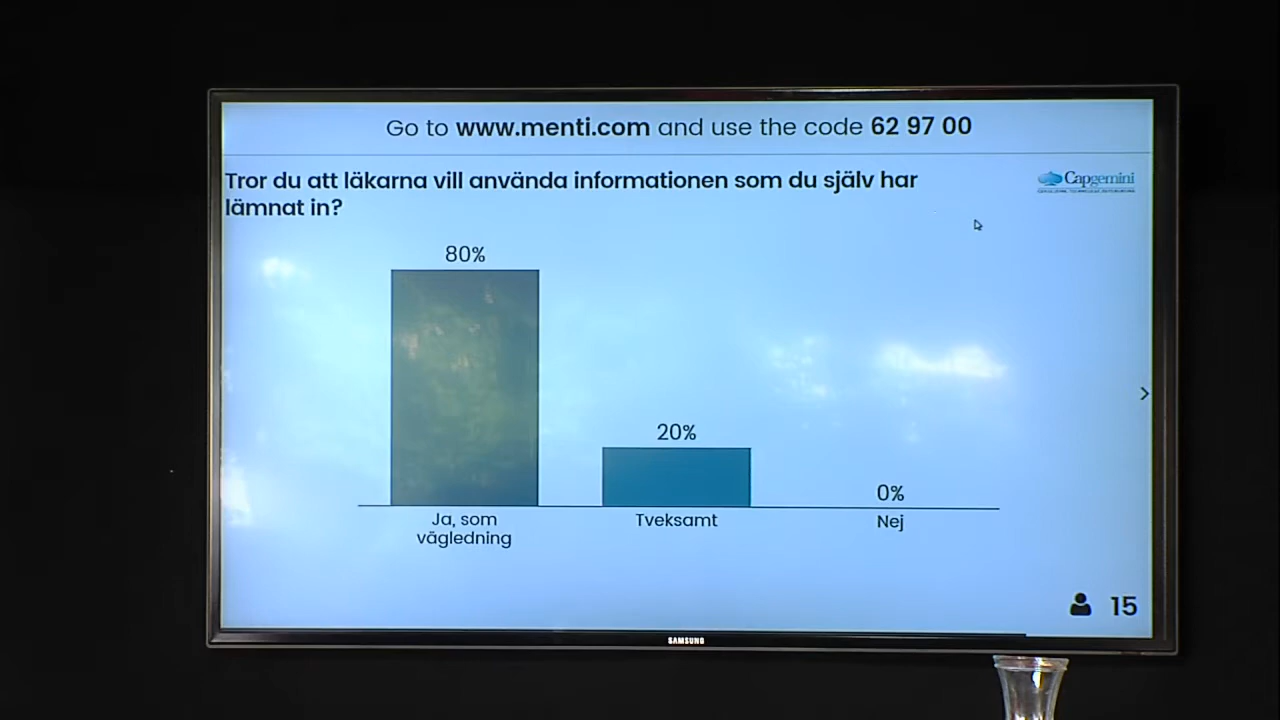 Go to www.menti.com and use the code 62 97 00
Tror du att läkarna vill använda informationen som du själv har
lämnat in?
Capgemini
80%
20%
0%
Ja, som
vägledning
Tveksamt
Nej
15
SAMSUNG